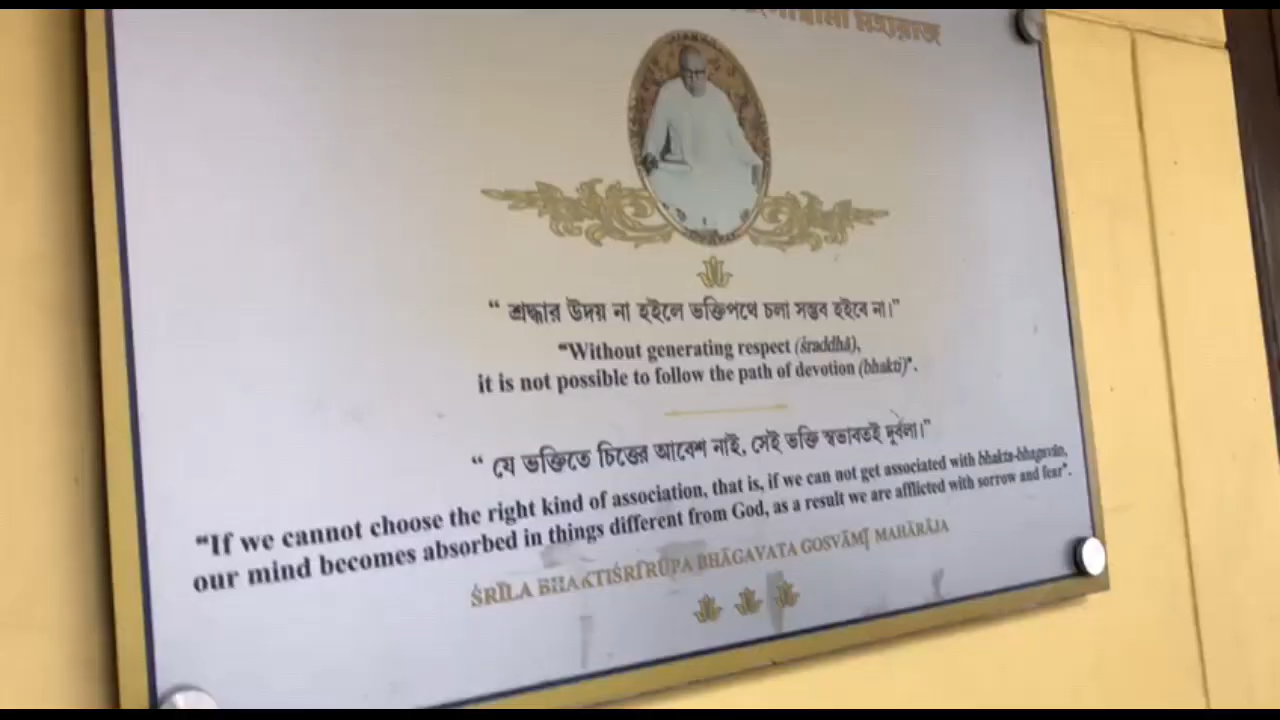 মহারাজ
“ শ্রদ্ধার উদয় না হইলে ভক্তিপথে চলা সম্ভব হইবে না।”
“Without generating respect (śraddhā),
it is not possible to follow the path of devotion (bhakti)”.
“ যে ভক্তিতে চিত্তের আবেশ নাই, সেই ভক্তি স্বভাবতই দুর্বলা।”
“If we cannot choose the right kind of association, that is, if we can not get associated with bhakta-bhagavān,
our mind becomes absorbed in things different from God, as a result we are afflicted with sorrow and fear”.
ŚRĪLA BHAKTIŚRĪRŪPA BHĀGAVATA GOSVĀMĪ MAHĀRĀJA